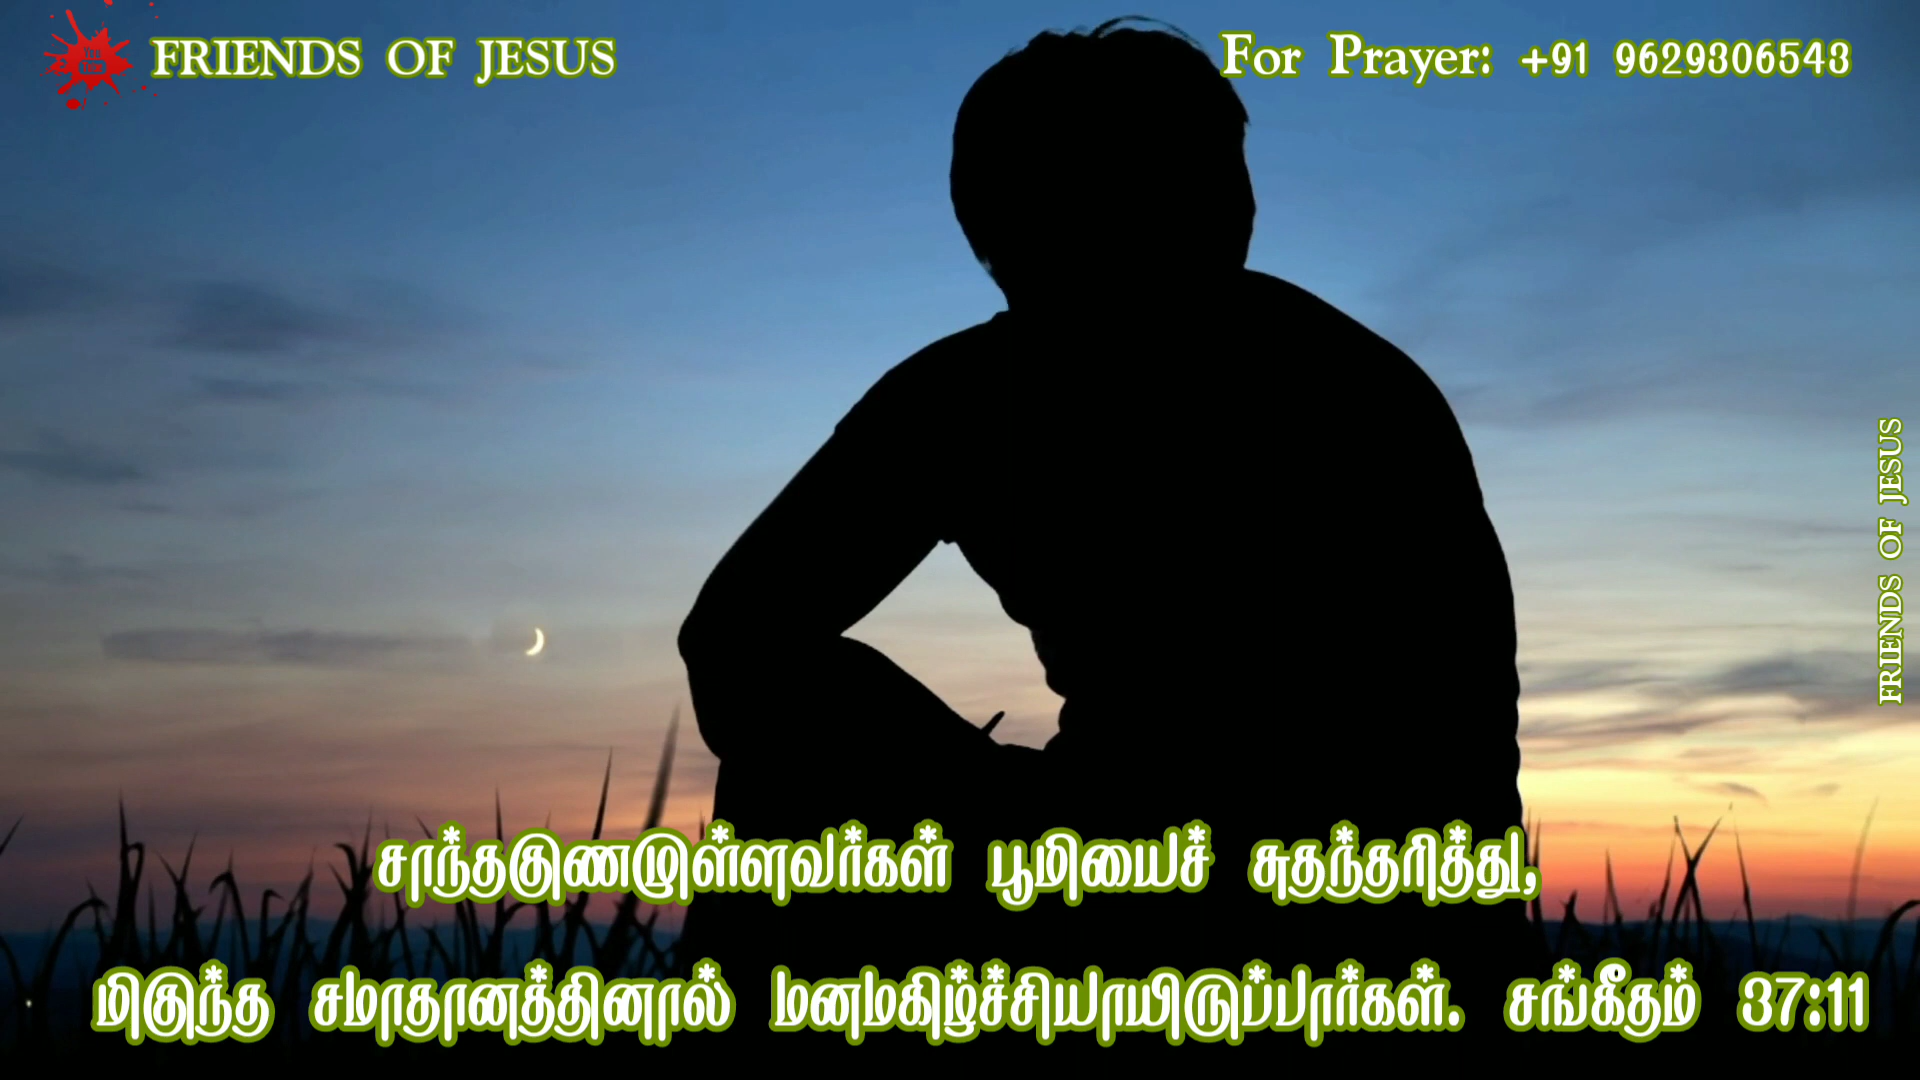 FRIENDS OF JESUS
For Prayer: +91 9629306543
FRIENDS OF JESUS
சாந்தகுணமுள்ளவர்கள் பூமியைச் சுதந்தரித்து,
மிகுந்த சமாதானத்தினால் மனமகிழ்ச்சியாயிருப்பார்கள். சங்கீதம் 37:11